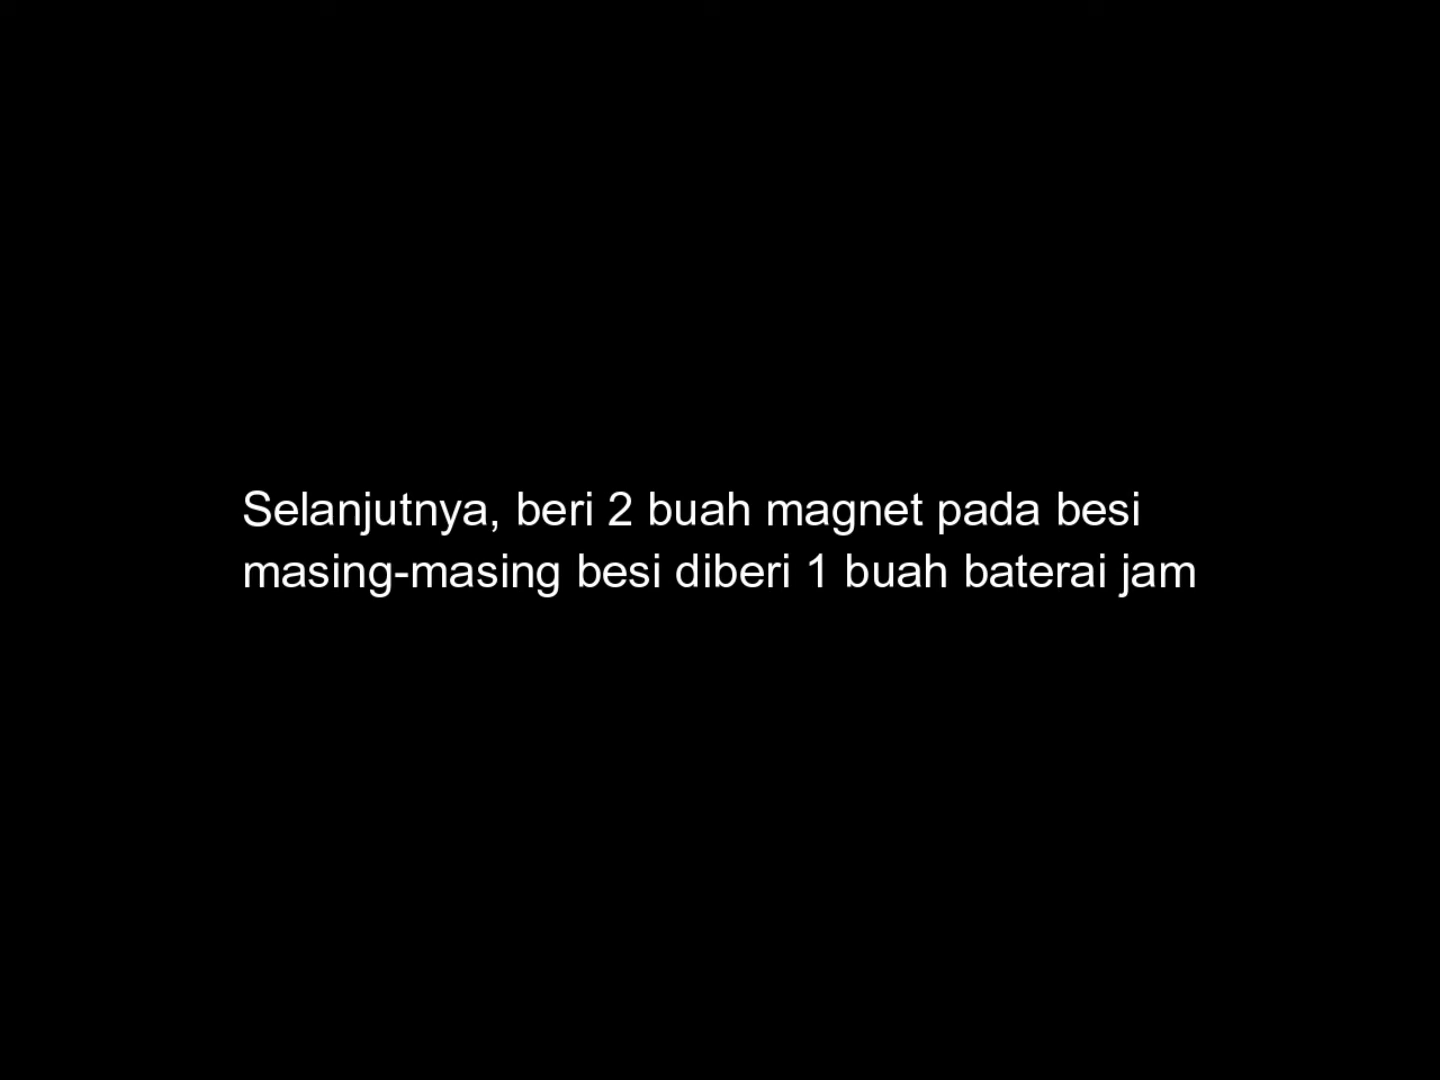 Selanjutnya, beri 2 buah magnet pada besi
masing-masing besi diberi 1 buah baterai jam